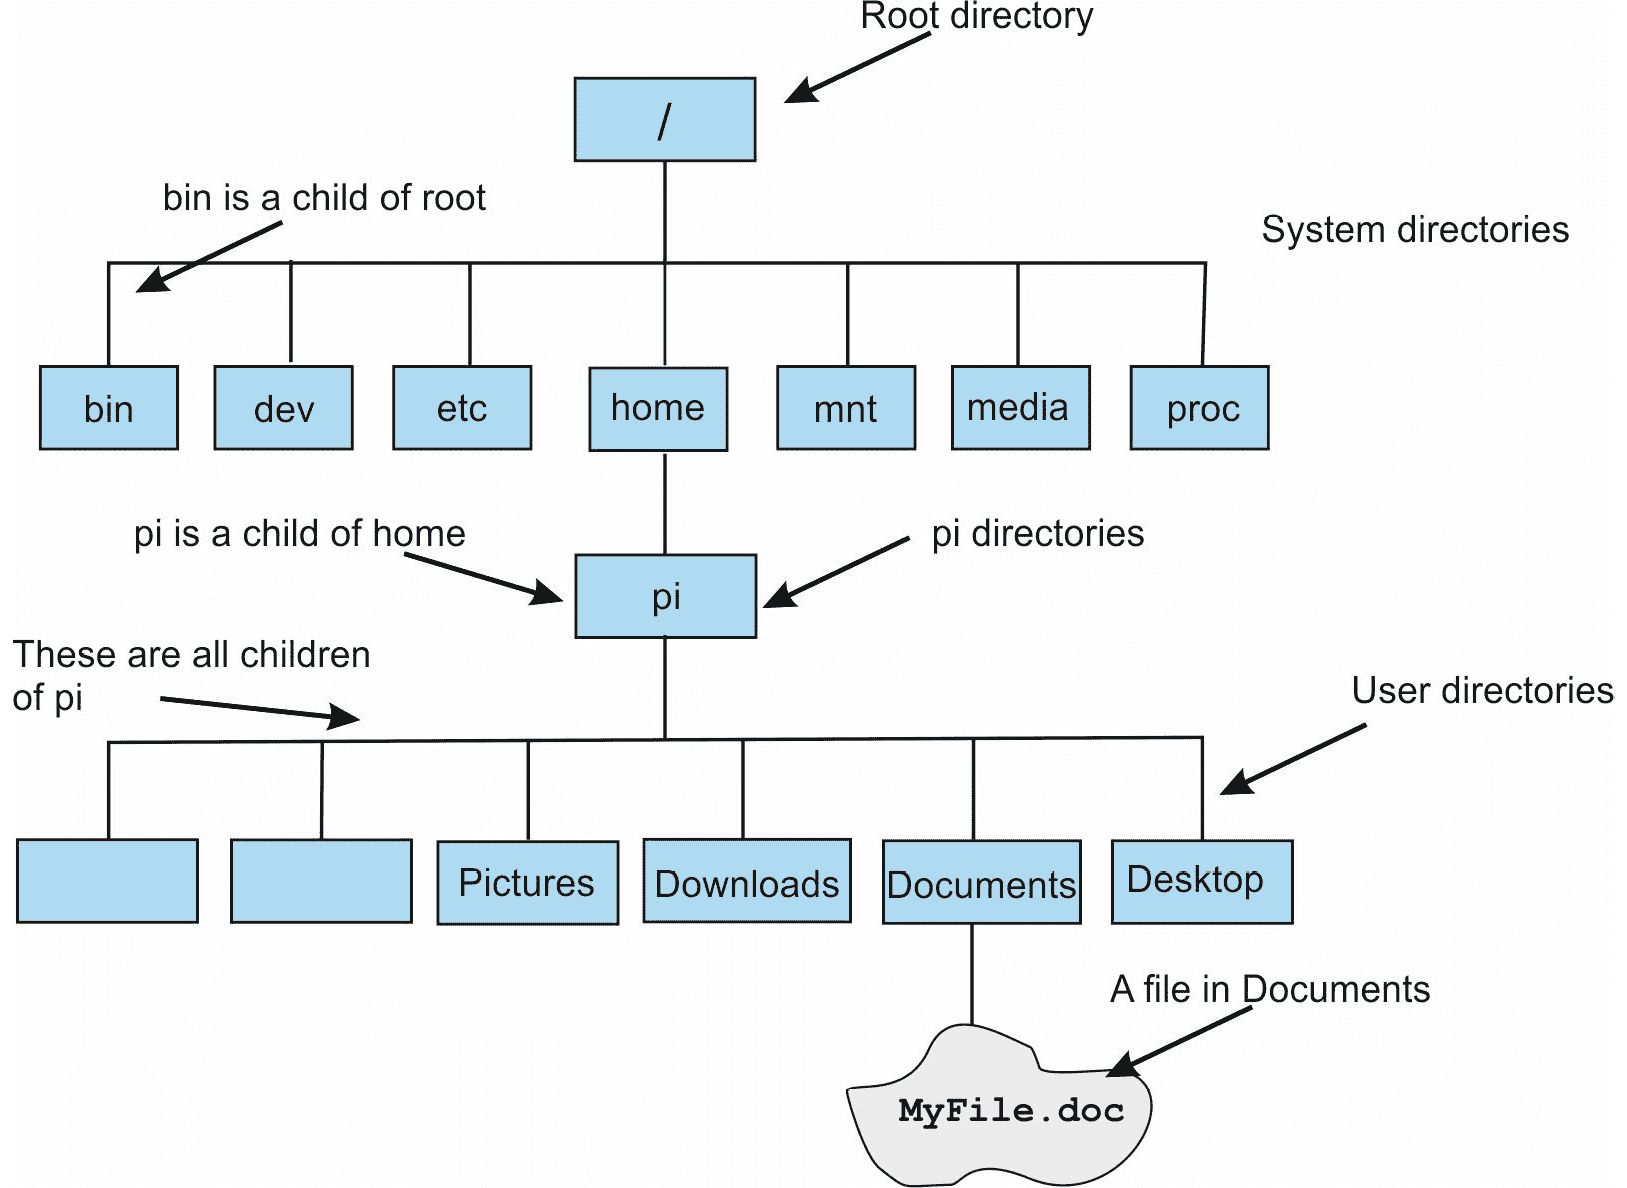 Root directory
/
bin is a child of root
System directories
bin
dev
etc
home
mnt
media
proc
pi is a child of home
pi directories
pi
These are all children
of pi
User directories
Pictures
Downloads
Documents
Desktop
A file in Documents
MyFile.doc